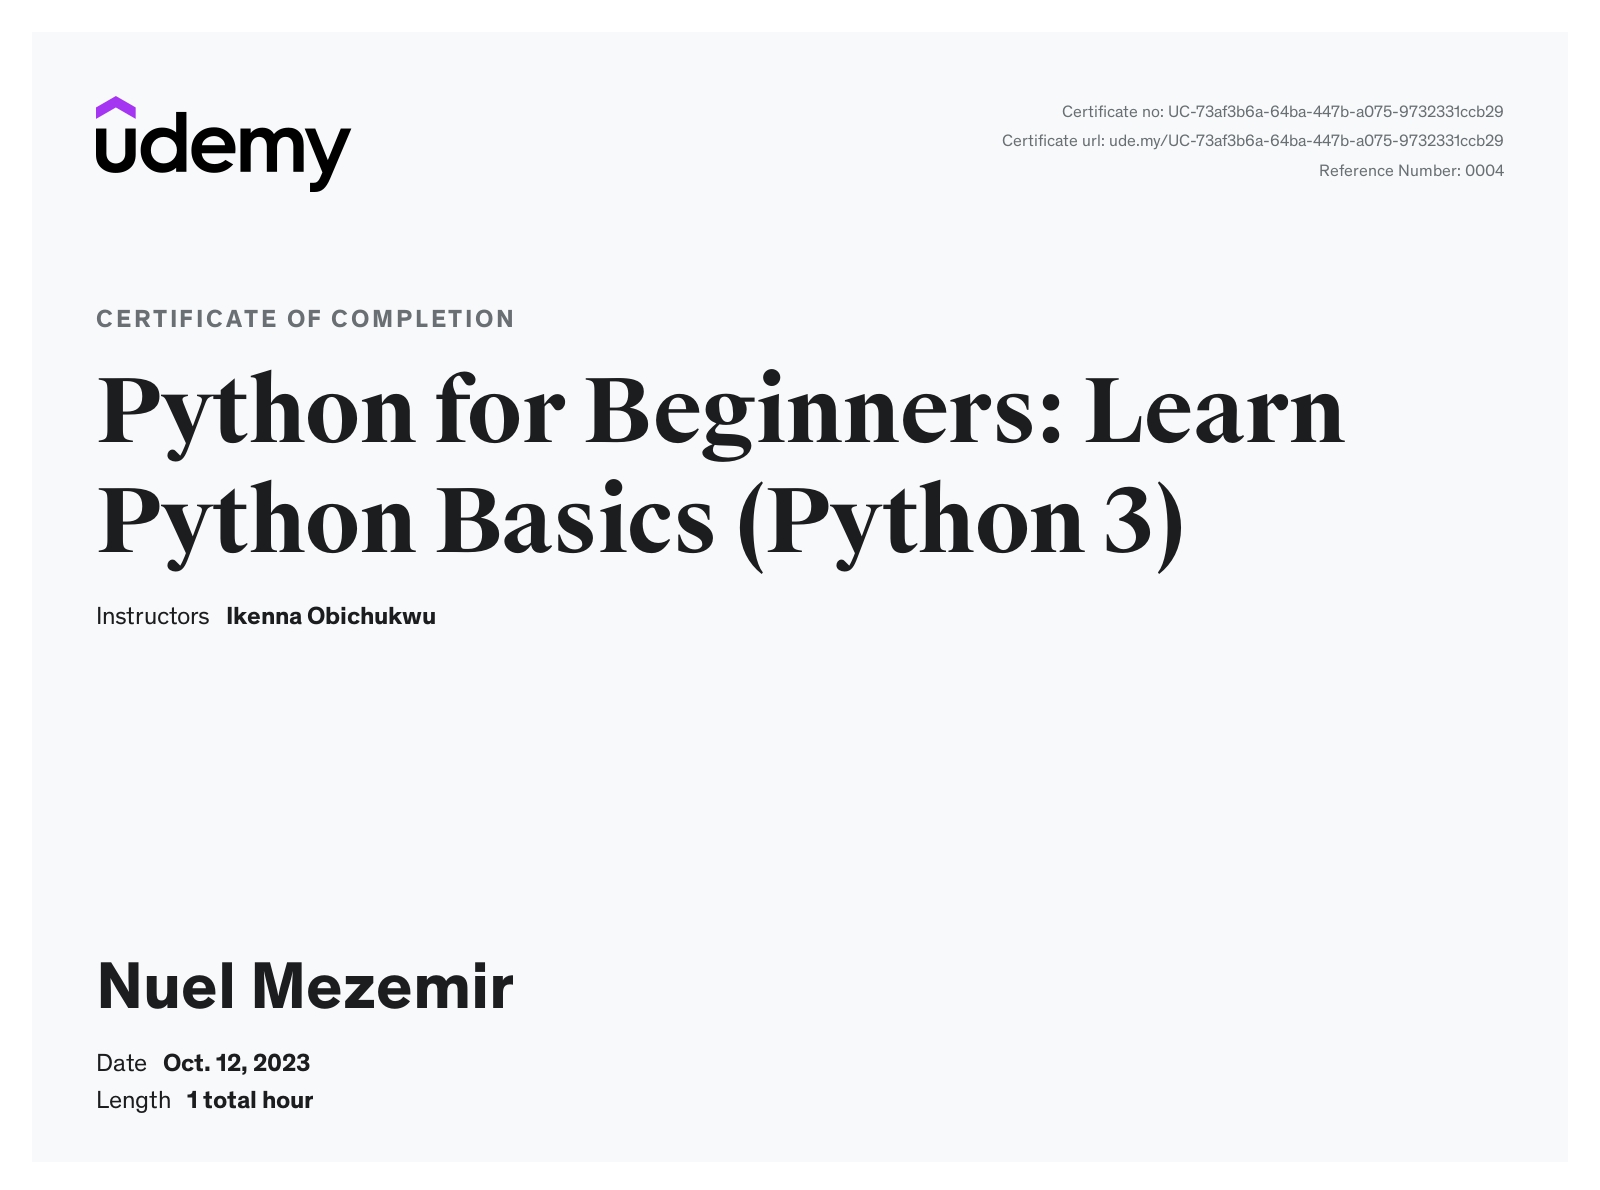 udemy
Certificate no: UC-73af3b6a-64ba-447b-a075-9732331ccb29
Certificate url: ude.my/UC-73af3b6a-64ba-447b-a075-9732331ccb29
Reference Number: 0004
CERTIFICATE OF COMPLETION
Python for Beginners: Learn
Python Basics (Python 3)
Instructors Ikenna Obichukwu
Nuel Mezemir
Date Oct. 12, 2023
Length 1 total hour